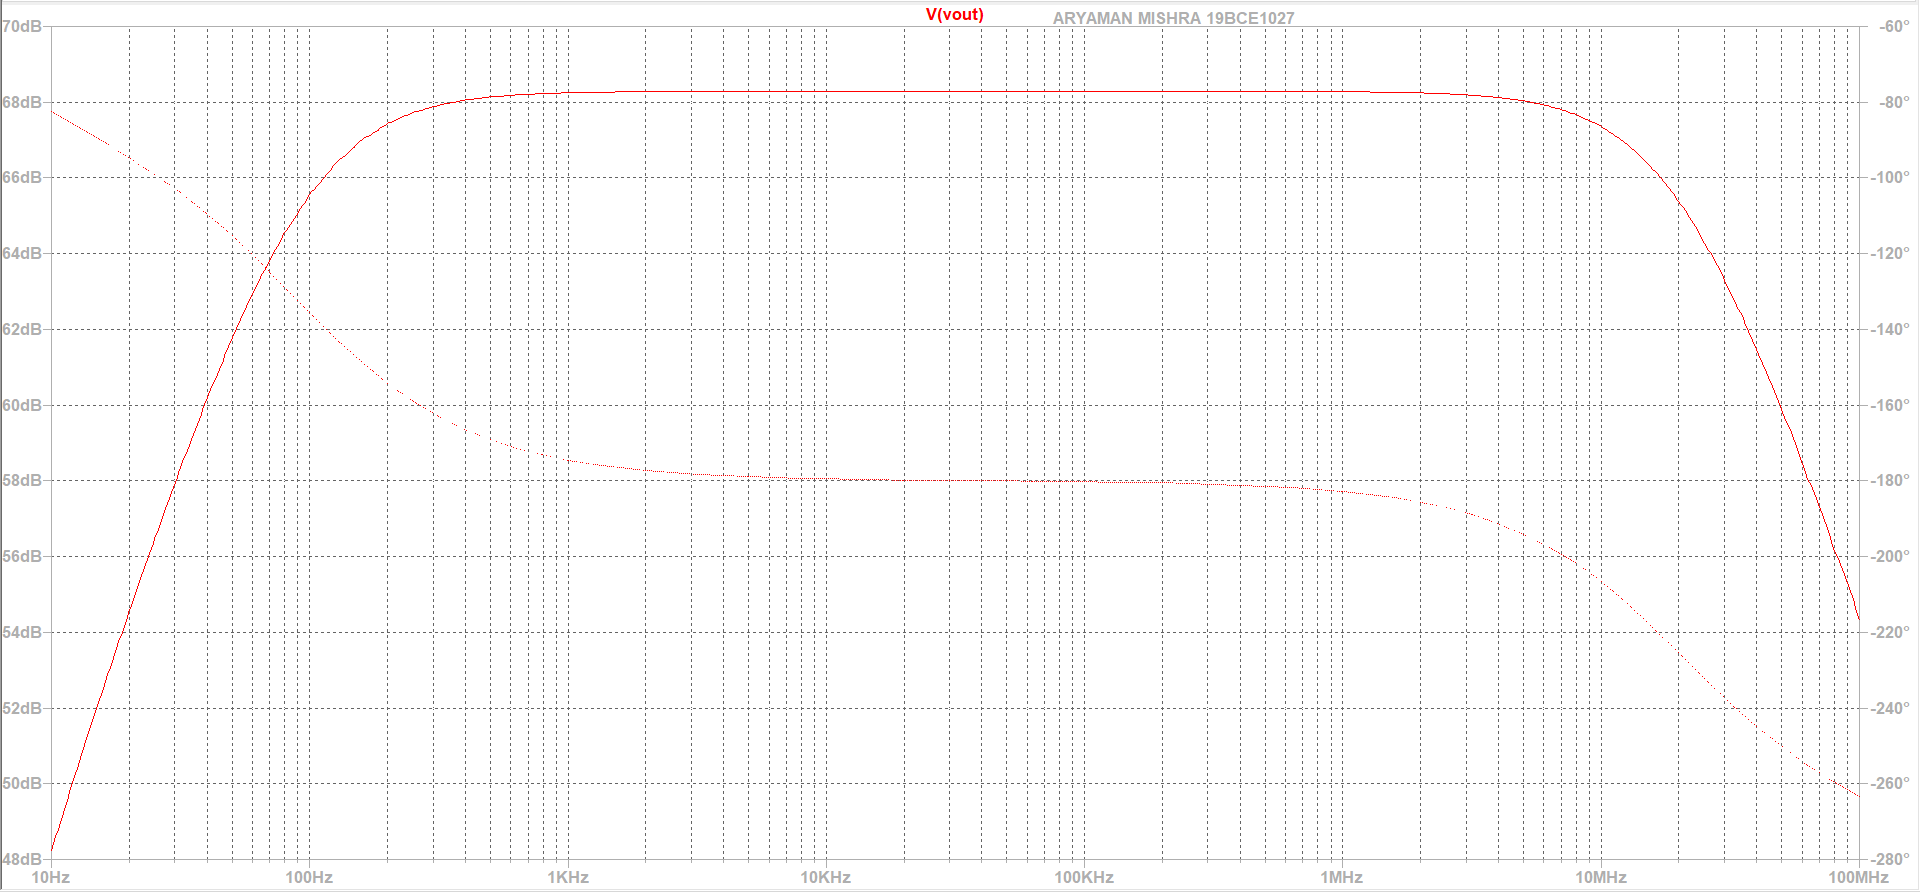 V(vout)
ARYAMAN MISHRA 19BCE1027
70dB
68dB
66dB
64dB
62dB
60dB
58dB
56dB
54dB
52dB
50dB
48dB
-60°
-80°
-100°
-120°
-140°
-160°
-180°
-200°
-220°
-240°
-260°
-280°
10Hz 100Hz 1KHz 10KHz 100KHz 1MHz 10MHz 100MHz